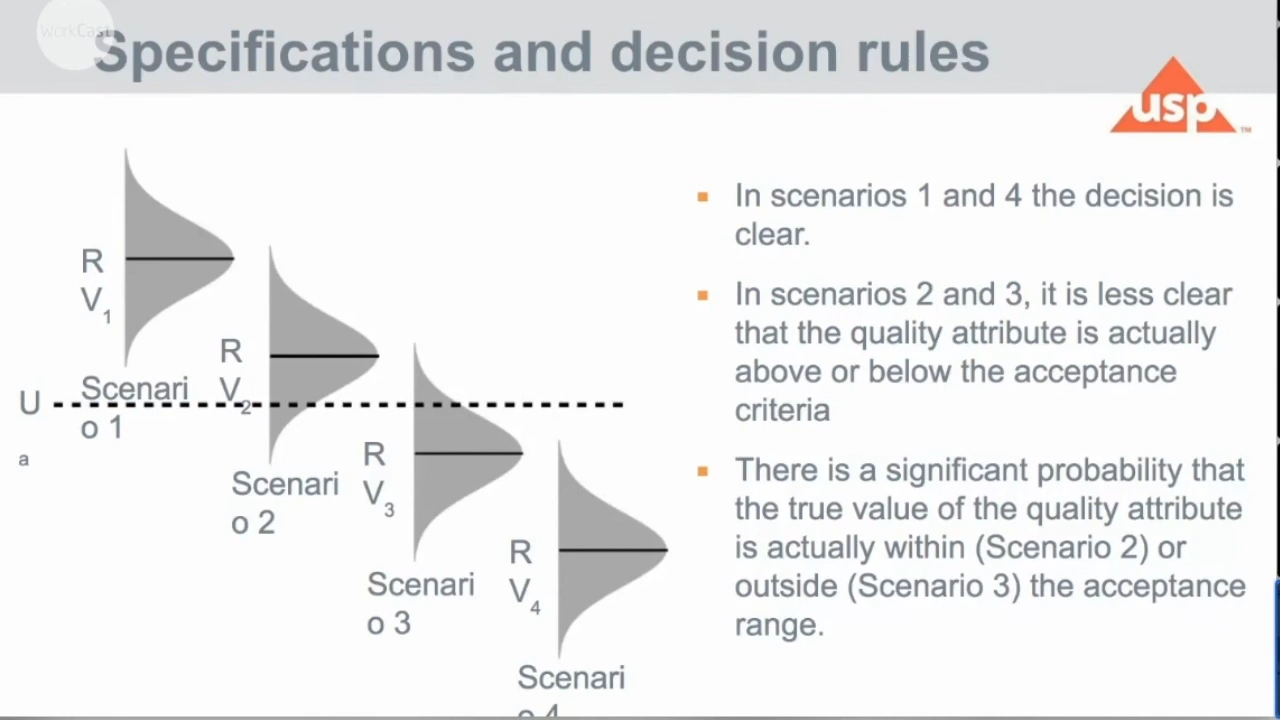 WorkCast
Specifications and decision rules
usp
TM
R
V1
Scenari
o 1
U
a
R
V2
Scenari
o 2
R
V3
Scenari
o 3
R
V4
Scenari
o 4
In scenarios 1 and 4 the decision is
clear.
In scenarios 2 and 3, it is less clear
that the quality attribute is actually
above or below the acceptance
criteria
There is a significant probability that
the true value of the quality attribute
is actually within (Scenario 2) or
outside (Scenario 3) the acceptance
range.